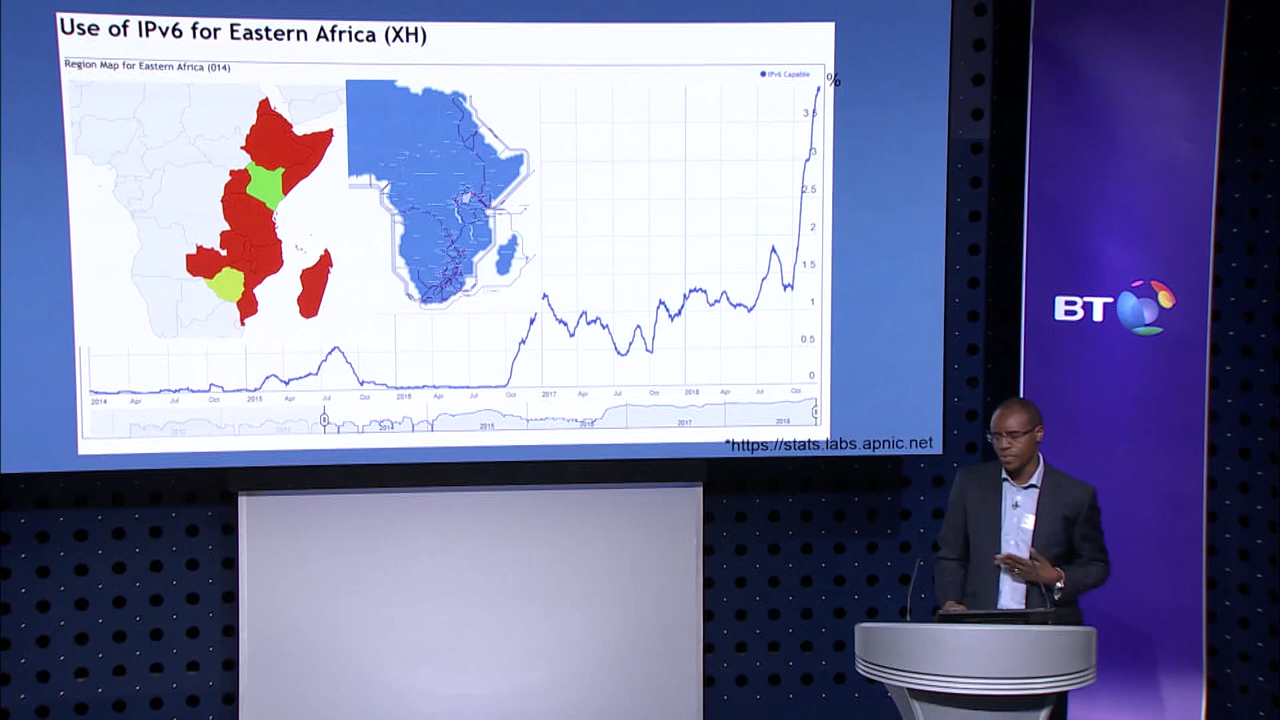 Use of IPv6 for Eastern Africa (XH)
Region Map for Eastern Africa (014)
IPv6 Capable
%
3.5
3
2.5
2
1.5
1
0.5
0
2014 Apr Jul Oct 2015 Apr Jul Oct 2016 Apr Jul Oct 2017 Apr Jul Oct 2018 Apr Jul Oct
2012 2013 2014 2015 2016 2017 2018
*https://stats.labs.apnic.net
BT